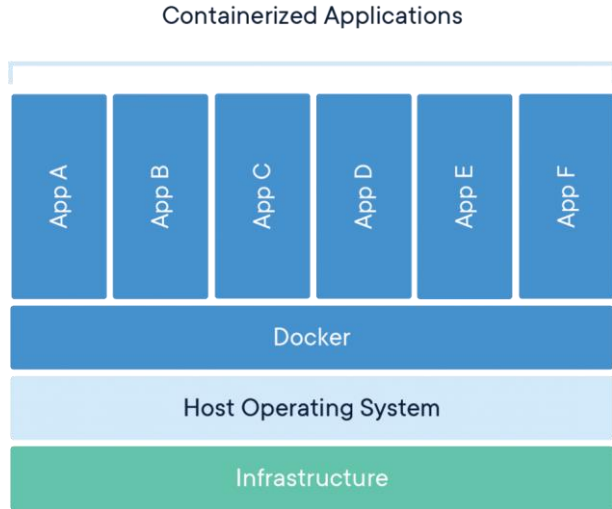 Containerized Applications
App A
App B
App C
App D
App E
App F
Docker
Host Operating System
Infrastructure